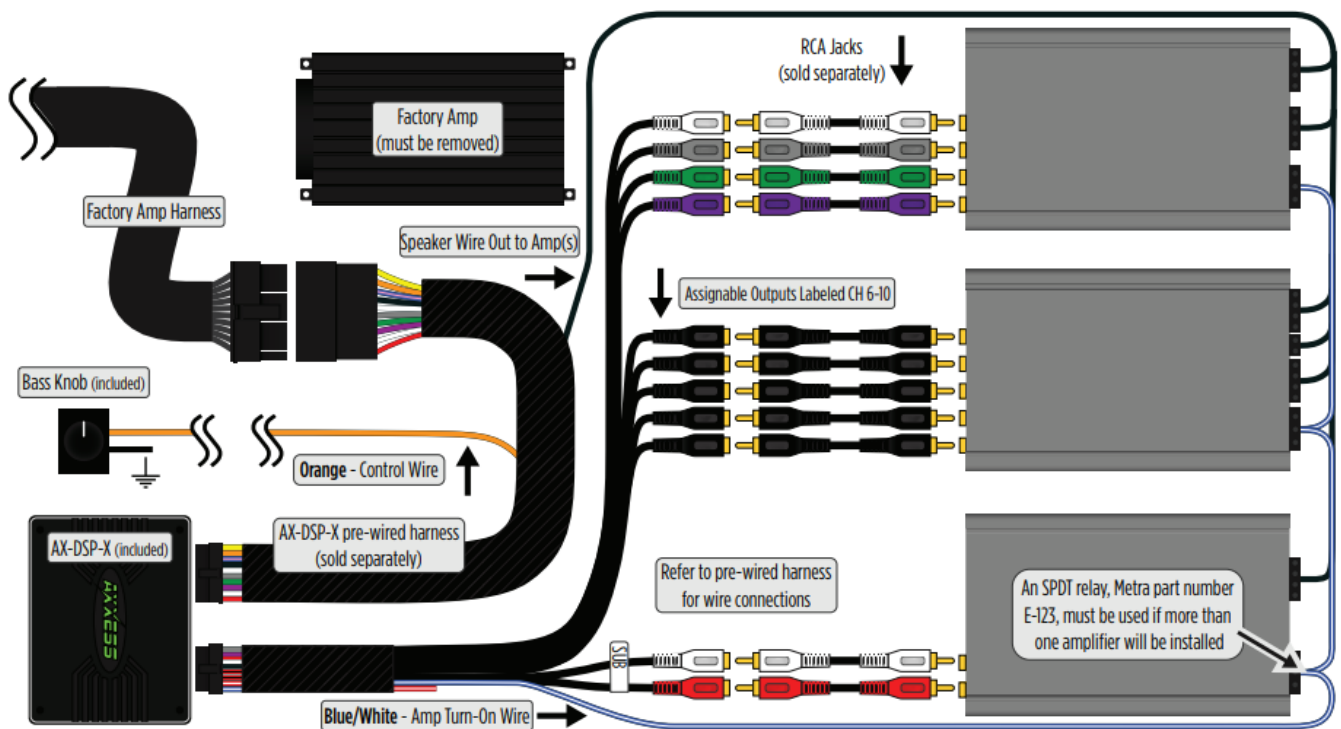 RCA Jacks
(sold separately)
Factory Amp
(must be removed)
Factory Amp Harness
Speaker Wire Out to Amp(s)
Assignable Outputs Labeled CH 6-10
Bass Knob (included)
Orange - Control Wire
AX-DSP-X (included)
AXXESS
AX-DSP-X pre-wired harness
(sold separately)
Refer to pre-wired harness
for wire connections
An SPDT relay, Metra part number
E-123, must be used if more than
one amplifier will be installed
SUB
Blue/White - Amp Turn-On Wire